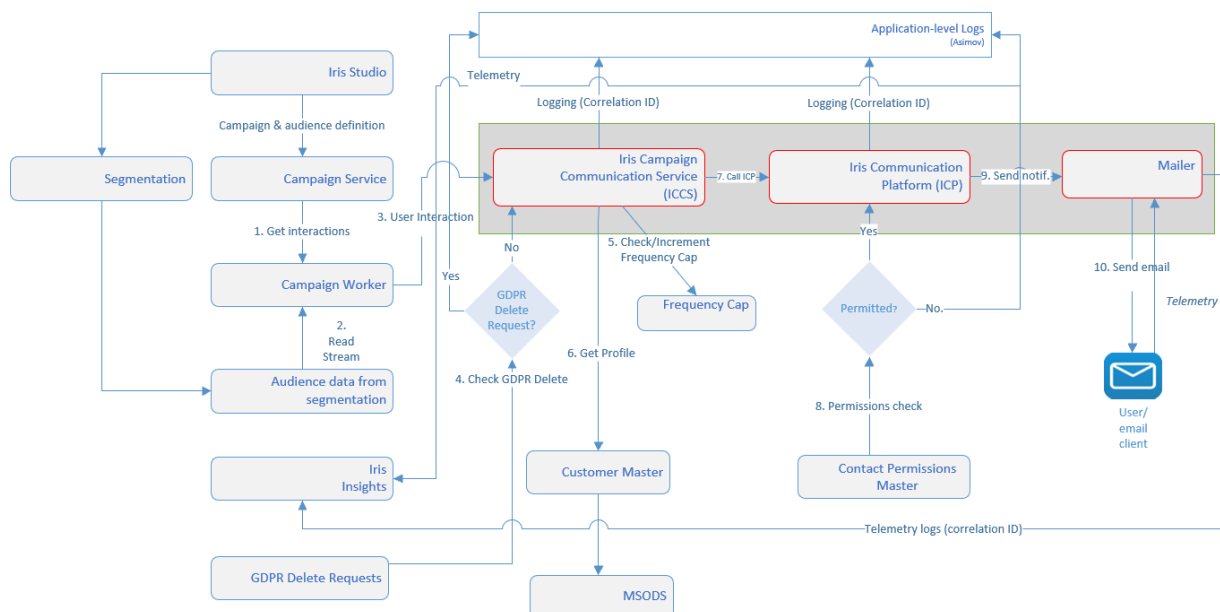 Application-level Logs
(Asimov)
Iris Studio
Telemetry
Logging (Correlation ID)
Logging (Correlation ID)
Campaign & audience definition
Segmentation
Campaign Service
Iris Campaign
Communication Service
(ICCS)
7. Call ICP
Iris Communication
Platform (ICP)
9. Send notif.
Mailer
3. User Interaction
1. Get interactions
No
5. Check/Increment
Frequency Cap
Yes
10. Send email
Campaign Worker
Yes
GDPR
Delete
Request?
Frequency Cap
Permitted?
No.
Telemetry
2.
Read
Stream
6. Get Profile
4. Check GDPR Delete
Audience data from
segmentation
8. Permissions check
User/
email
client
Iris
Insights
Customer Master
Contact Permissions
Master
Telemetry logs (correlation ID)
GDPR Delete Requests
MSODS